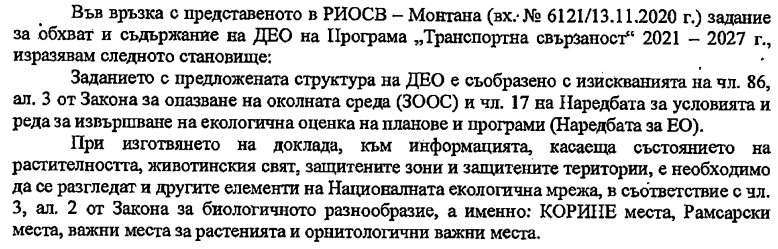 Във връзка с представеното в РИОСВ – Монтана (вх. № 6121/13.11.2020 г.) задание
за обхват и съдържание на ДЕО на Програма „Транспортна свързаност“ 2021 – 2027 г.,
изразявам следното становище:
Заданието с предложената структура на ДЕО е съобразено с изискванията на чл. 86,
ал. 3 от Закона за опазване на околната среда (ЗООС) и чл. 17 на Наредбата за условията и
реда за извършване на екологична оценка на планове и програми (Наредбата за ЕО).
При изготвянето на доклада, към информацията, касаеща състоянието на
растителността, животинския свят, защитените зони и защитените територии, е необходимо
да се разгледат и другите елементи на Националната екологична мрежа, в съответствие с чл.
3, ал. 2 от Закона за биологичното разнообразие, а именно: КОРИНЕ места, Рамсарски
места, важни места за растенията и орнитологични важни места.